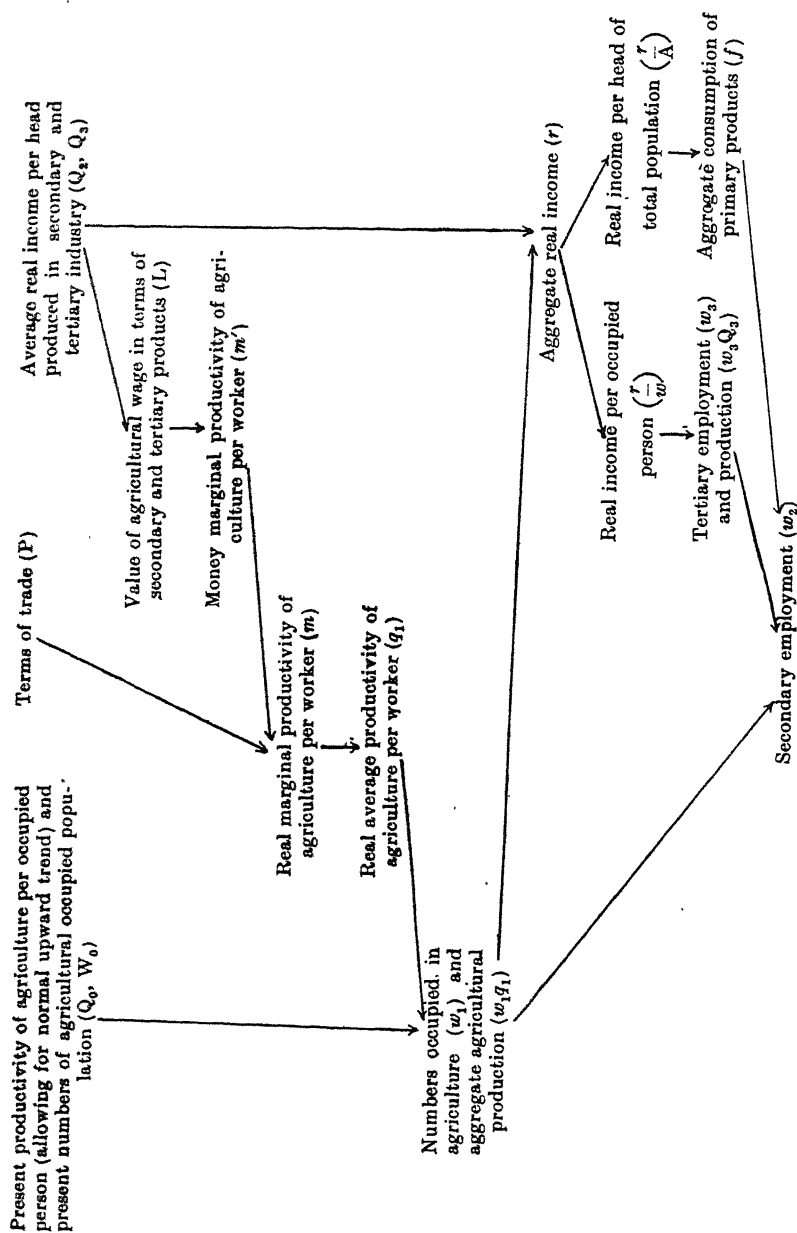 Present productivity of agriculture per occupied
person (allowing for normal upward trend) and
present numbers of agricultural occupied popu-
lation (Q₀, W₀)
Terms of trade (P)
Average real income per head
produced in secondary and
tertiary industry (Q₂, Q₃)
Value of agricultural wage in terms of
secondary and tertiary products (L)
Money marginal productivity of agri-
culture per worker (m′)
Real marginal productivity of
agriculture per worker (m)
Real average productivity of
agriculture per worker (q₁)
Numbers occupied. in
agriculture (w₁) and
aggregate agricultural
production (w₁q₁)
Aggregate real income (r)
Real income per occupied
person (r/w)
Real income per head of
total population (r/A)
Tertiary employment (w₃)
and production (w₃Q₃)
Aggregate consumption of
primary products (f)
Secondary employment (w₂)